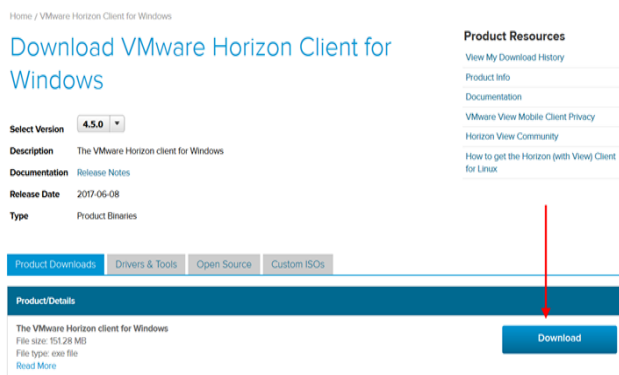 Home / VMware Horizon Client for Windows
Download VMware Horizon Client for
Windows
Select Version 4.5.0
Description The VMware Horizon client for Windows
Documentation Release Notes
Release Date 2017-06-08
Type Product Binaries
Product Resources
View My Download History
Product Info
Documentation
VMware View Mobile Client Privacy
Horizon View Community
How to get the Horizon (with View) Client
for Linux
Product Downloads Drivers & Tools Open Source Custom ISOs
Product/Details
The VMware Horizon client for Windows
File size: 151.28 MB
File type: exe file
Read More
Download